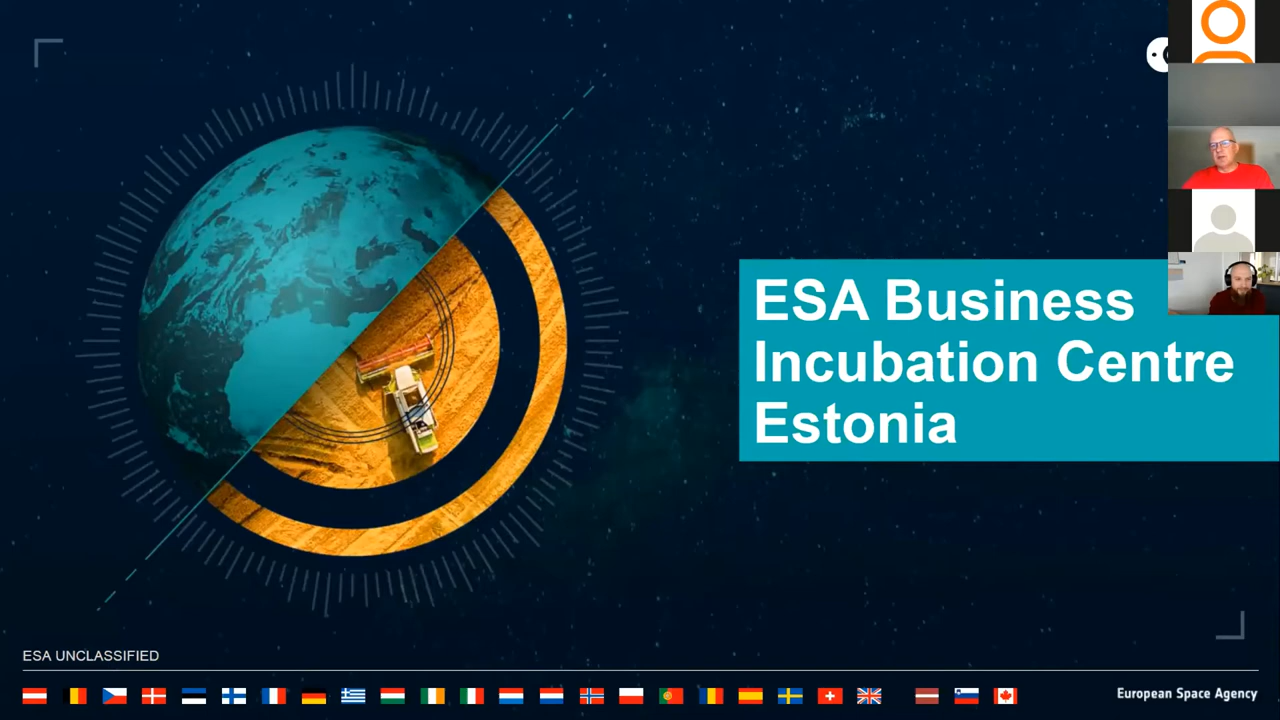 ESA Business
Incubation Centre
Estonia
ESA UNCLASSIFIED
European Space Agency